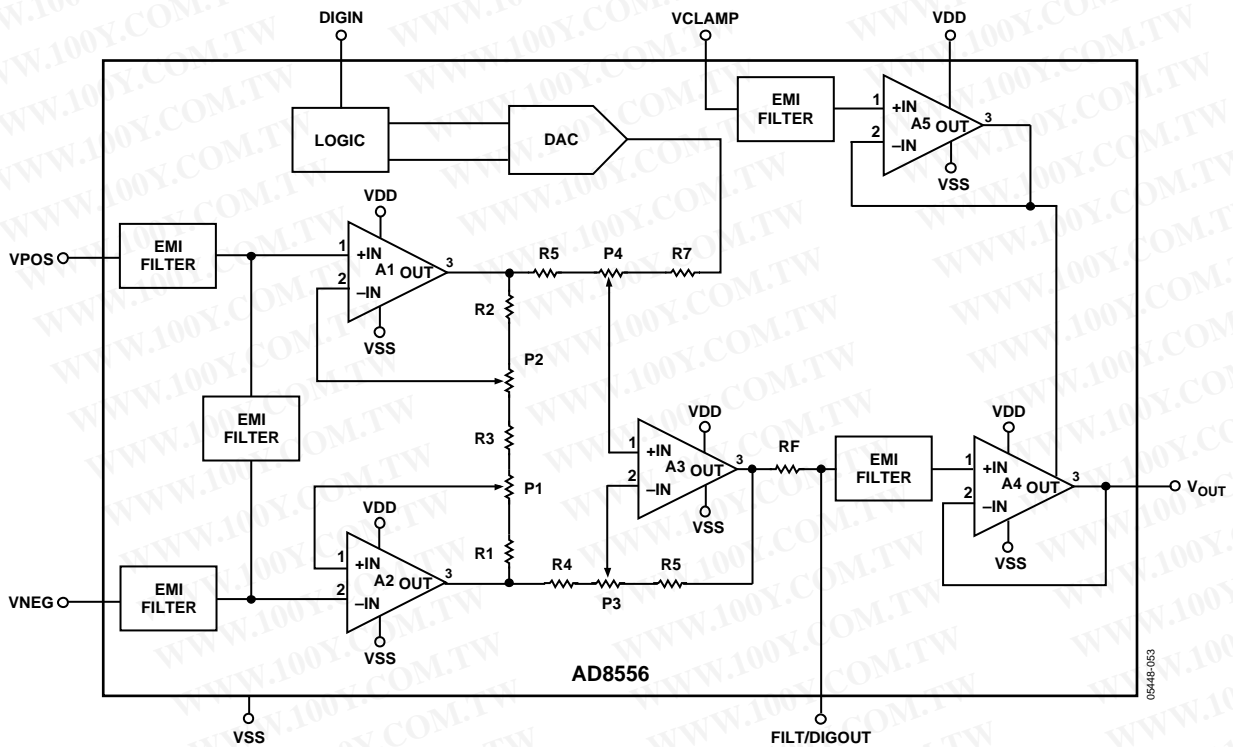 DIGIN
VCLAMP
VDD
LOGIC
DAC
EMI
FILTER
1
+IN
A5
OUT
3
2
–IN
VSS
VDD
VPOS
EMI
FILTER
1
+IN
A1
OUT
3
2
–IN
VSS
R5
P4
R7
R2
P2
EMI
FILTER
R3
P1
VDD
1
+IN
A3
OUT
3
2
–IN
VSS
RF
EMI
FILTER
VDD
1
+IN
A4
OUT
3
2
–IN
VSS
VOUT
VDD
1
+IN
A2
OUT
3
2
–IN
VSS
R1
R4
P3
R5
VNEG
EMI
FILTER
AD8556
05448-053
VSS
FILT/DIGOUT
WWW.100Y.COM.TW